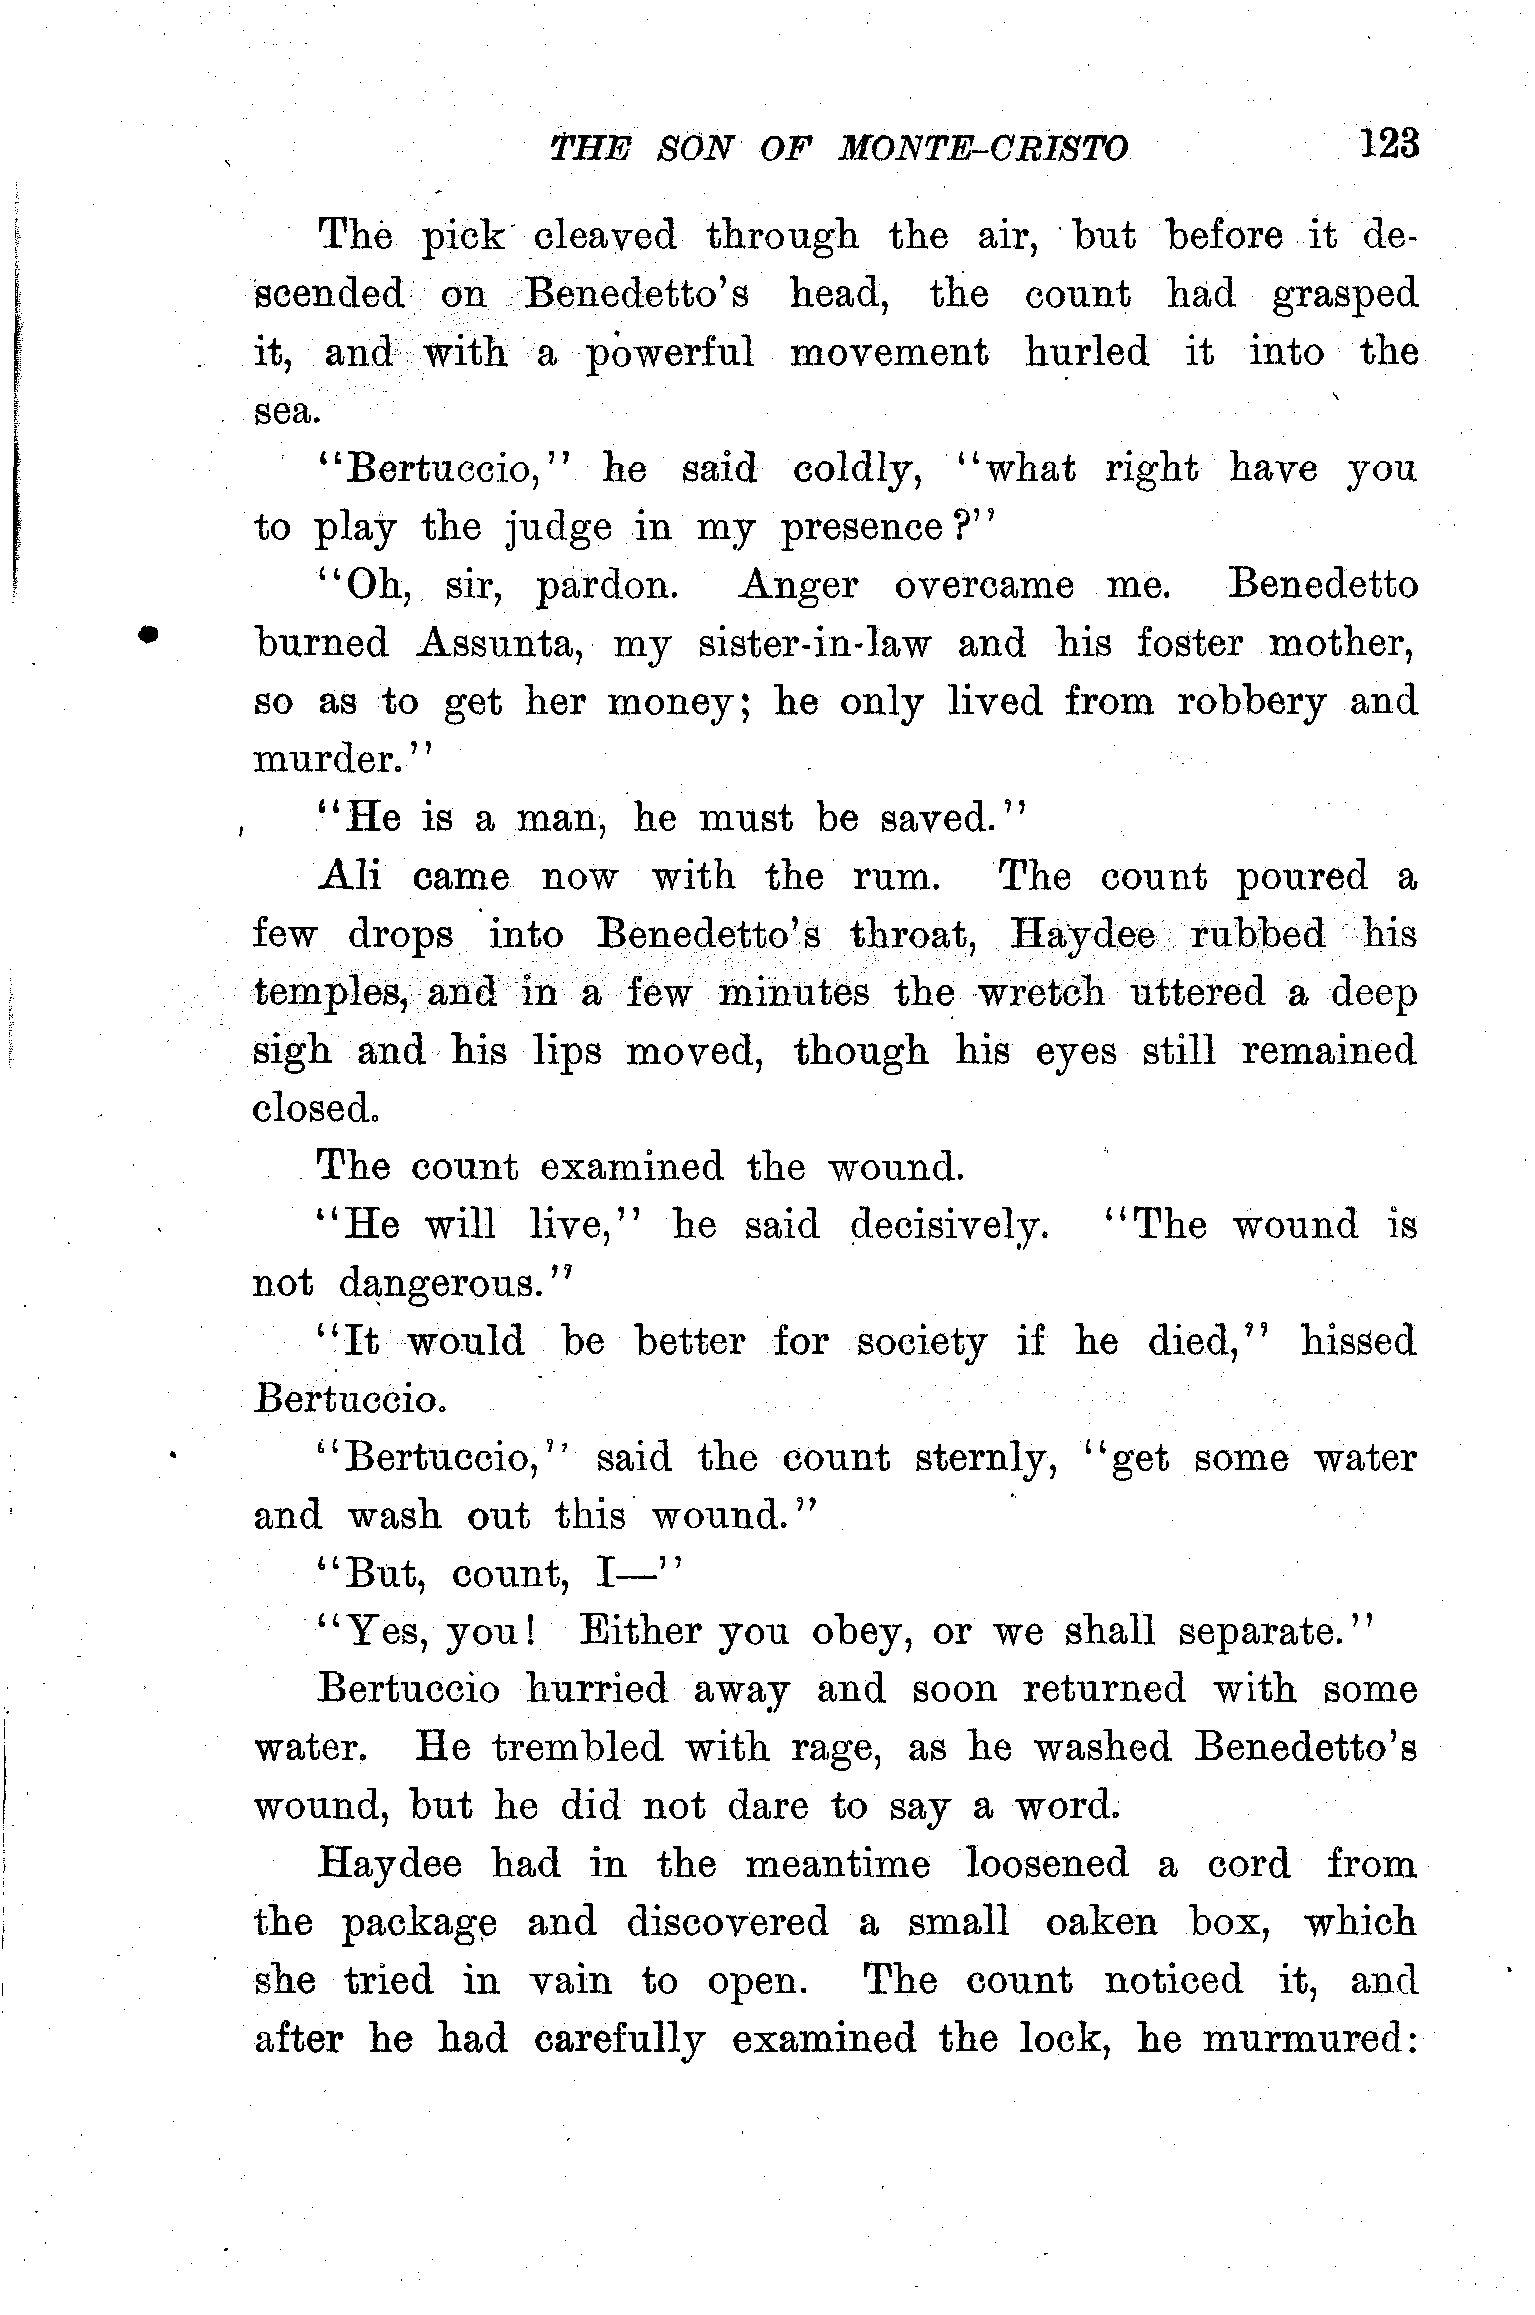 THE SON OF MONTE-CRISTO 123
The pick cleaved through the air, but before it de-
scended on Benedetto's head, the count had grasped
it, and with a powerful movement hurled it into the
sea.
"Bertuccio," he said coldly, "what right have you
to play the judge in my presence?"
"Oh, sir, pardon. Anger overcame me. Benedetto
burned Assunta, my sister-in-law and his foster mother,
so as to get her money; he only lived from robbery and
murder."
"He is a man, he must be saved."
Ali came now with the rum. The count poured a
few drops into Benedetto's throat, Haydee rubbed his
temples, and in a few minutes the wretch uttered a deep
sigh and his lips moved, though his eyes still remained
closed.
The count examined the wound.
"He will live," he said decisively. "The wound is
not dangerous."
"It would be better for society if he died," hissed
Bertuccio.
"Bertuccio," said the count sternly, "get some water
and wash out this wound."
"But, count, I—"
"Yes, you! Either you obey, or we shall separate."
Bertuccio hurried away and soon returned with some
water. He trembled with rage, as he washed Benedetto's
wound, but he did not dare to say a word.
Haydee had in the meantime loosened a cord from
the package and discovered a small oaken box, which
she tried in vain to open. The count noticed it, and
after he had carefully examined the lock, he murmured: